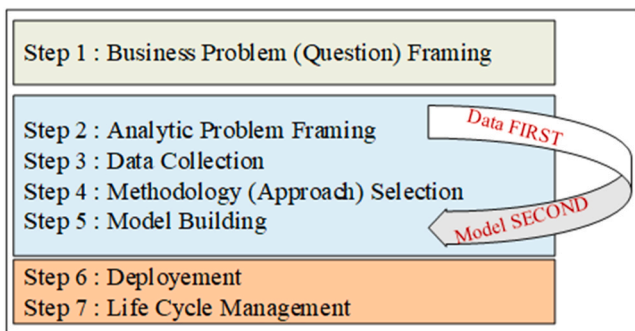 Step 1 : Business Problem (Question) Framing
Step 2 : Analytic Problem Framing
Step 3 : Data Collection
Step 4 : Methodology (Approach) Selection
Step 5 : Model Building
Data FIRST
Model SECOND
Step 6 : Deployement
Step 7 : Life Cycle Management